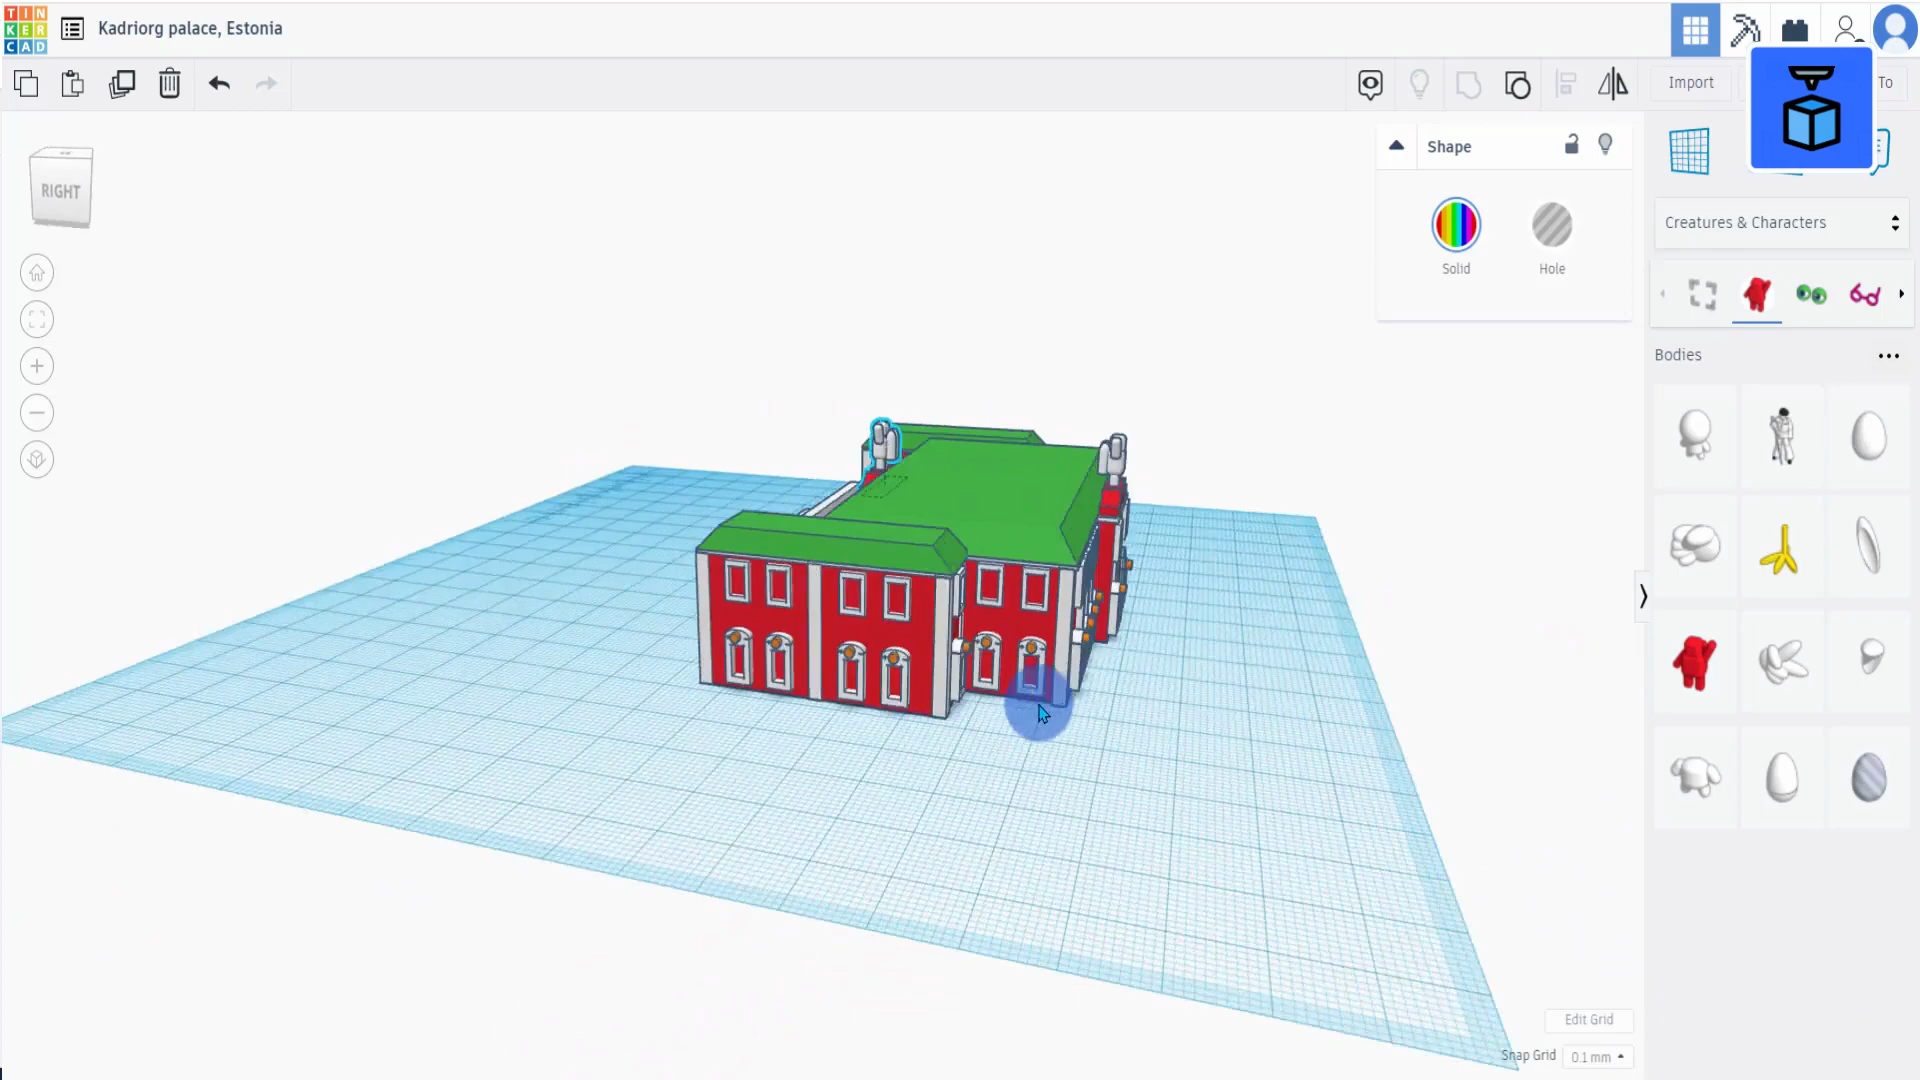 TIN
KER
CAD
Kadriorg palace, Estonia
Import
To
RIGHT
Shape
Solid
Hole
Creatures & Characters
Bodies
Edit Grid
Snap Grid
0.1 mm